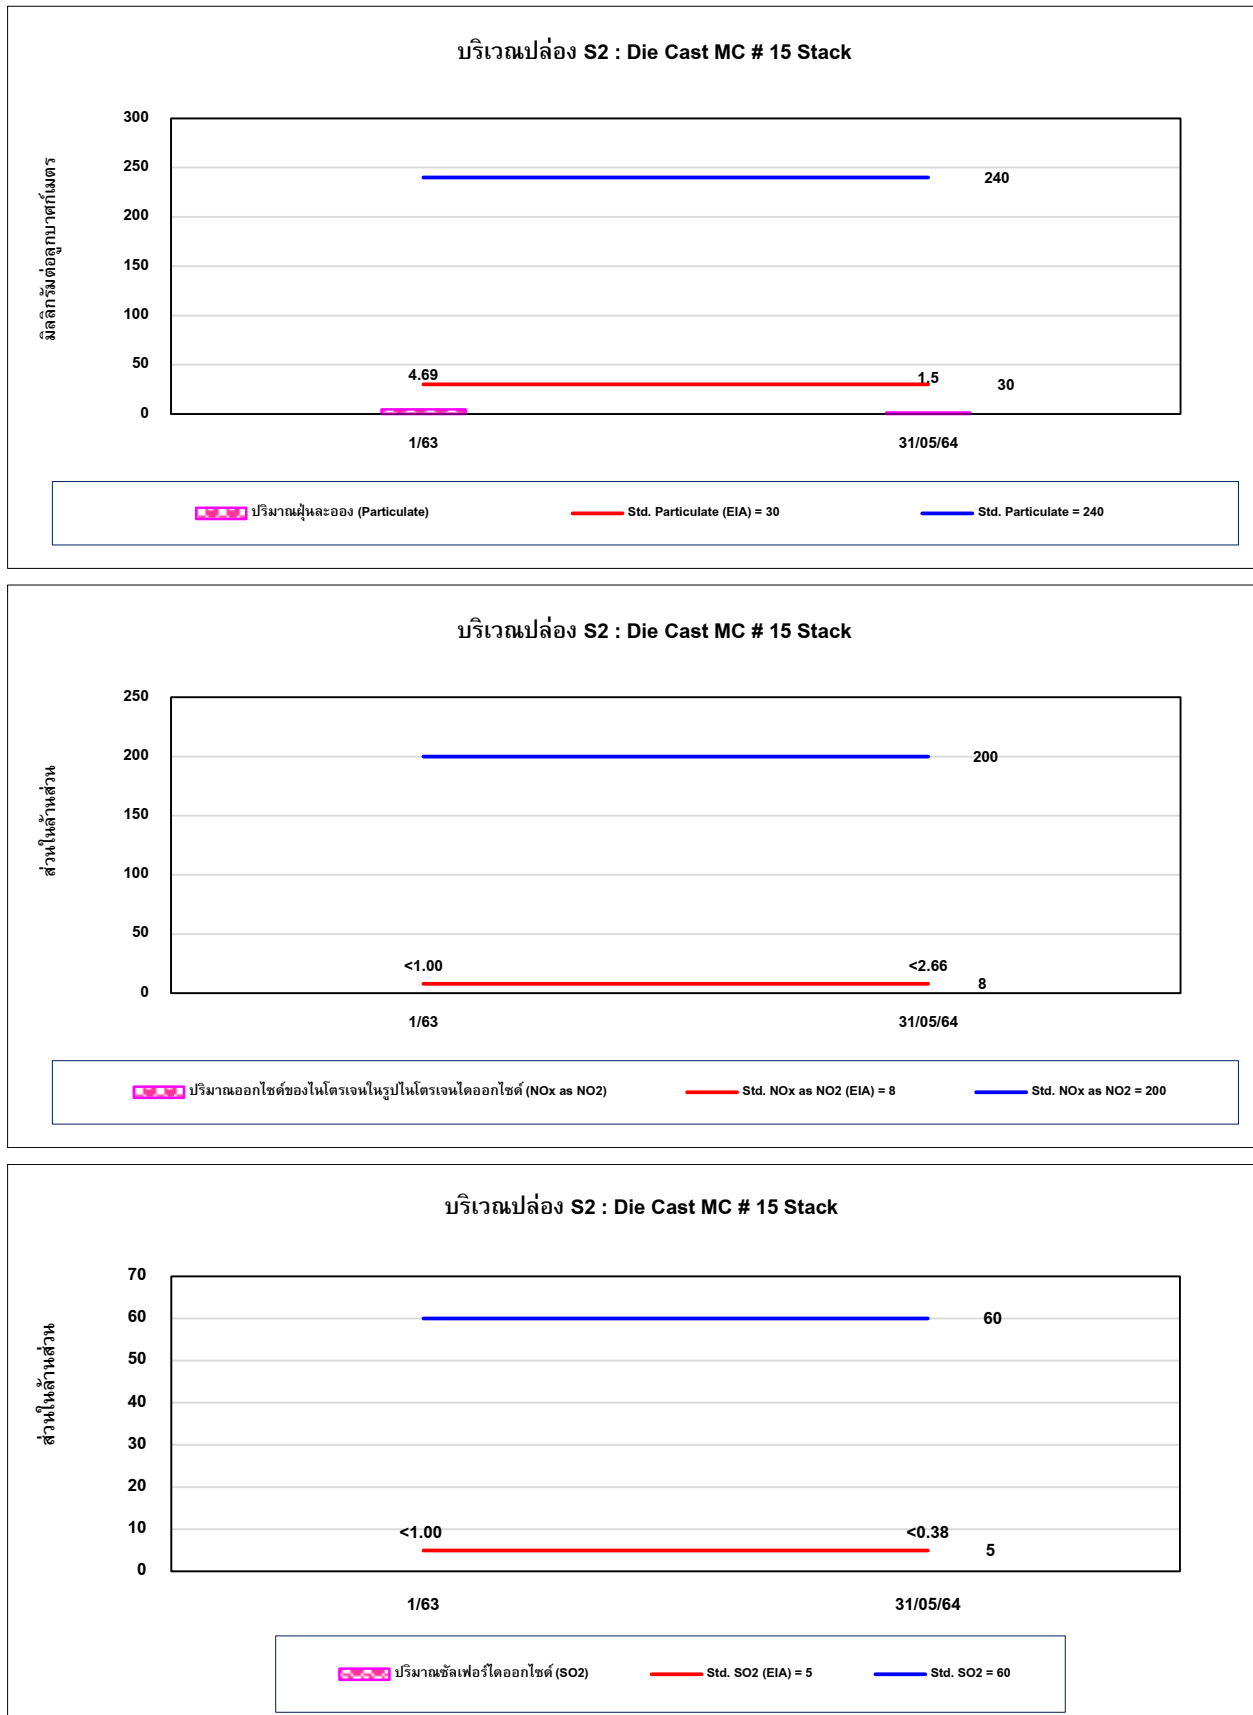 บริเวณปล่อง S2 : Die Cast MC # 15 Stack
มิลลิกรัมต่อลูกบาศก์เมตร
300
250
240
200
150
100
50
4.69
1.5
30
0
1/63
31/05/64
ปริมาณฝุ่นละออง (Particulate)
Std. Particulate (EIA) = 30
Std. Particulate = 240
บริเวณปล่อง S2 : Die Cast MC # 15 Stack
ส่วนในล้านส่วน
250
200
200
150
100
50
<1.00
<2.66
8
0
1/63
31/05/64
ปริมาณออกไซด์ของไนโตรเจนในรูปไนโตรเจนไดออกไซด์ (NOx as NO2)
Std. NOx as NO2 (EIA) = 8
Std. NOx as NO2 = 200
บริเวณปล่อง S2 : Die Cast MC # 15 Stack
ส่วนในล้านส่วน
70
60
60
50
40
30
20
10
<1.00
<0.38
5
0
1/63
31/05/64
ปริมาณซัลเฟอร์ไดออกไซด์ (SO2)
Std. SO2 (EIA) = 5
Std. SO2 = 60